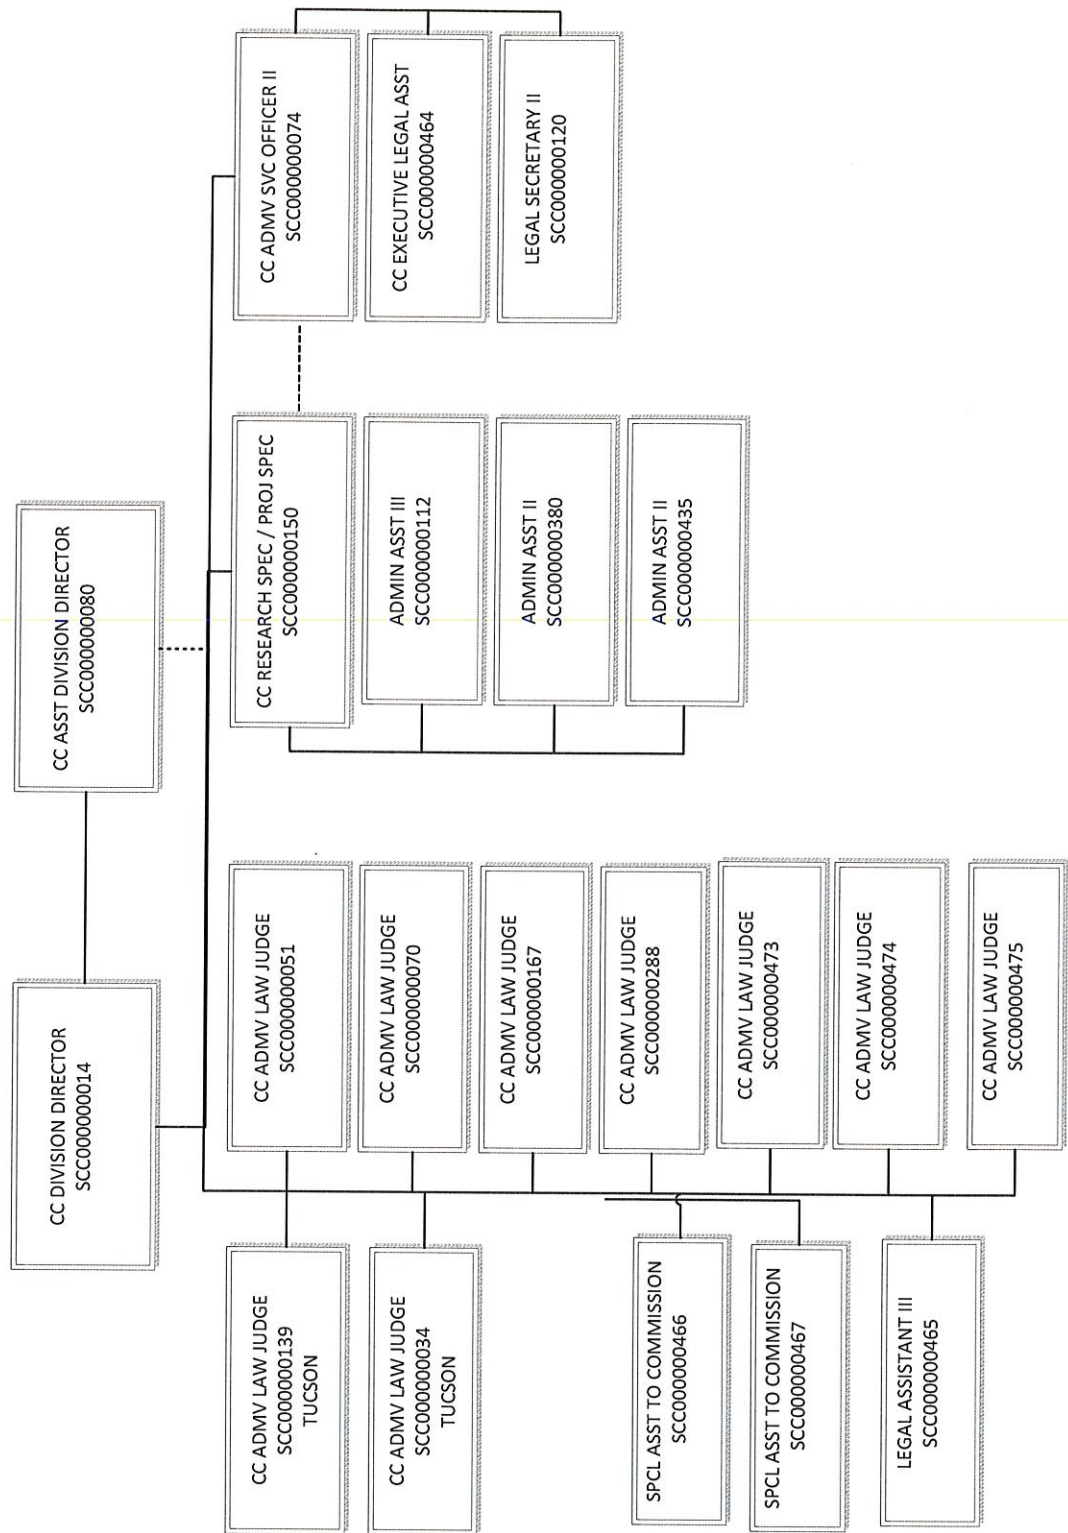 CC DIVISION DIRECTOR
SCC000000014
CC ASST DIVISION DIRECTOR
SCC000000080
CC ADMV LAW JUDGE
SCC000000139
TUCSON
CC ADMV LAW JUDGE
SCC000000034
TUCSON
SPCL ASST TO COMMISSION
SCC000000466
SPCL ASST TO COMMISSION
SCC000000467
LEGAL ASSISTANT III
SCC000000465
CC ADMV LAW JUDGE
SCC000000051
CC ADMV LAW JUDGE
SCC000000070
CC ADMV LAW JUDGE
SCC000000167
CC ADMV LAW JUDGE
SCC000000288
CC ADMV LAW JUDGE
SCC000000473
CC ADMV LAW JUDGE
SCC000000474
CC ADMV LAW JUDGE
SCC000000475
CC RESEARCH SPEC / PROJ SPEC
SCC000000150
ADMIN ASST III
SCC000000112
ADMIN ASST II
SCC000000380
ADMIN ASST II
SCC000000435
CC ADMV SVC OFFICER II
SCC000000074
CC EXECUTIVE LEGAL ASST
SCC000000464
LEGAL SECRETARY II
SCC000000120